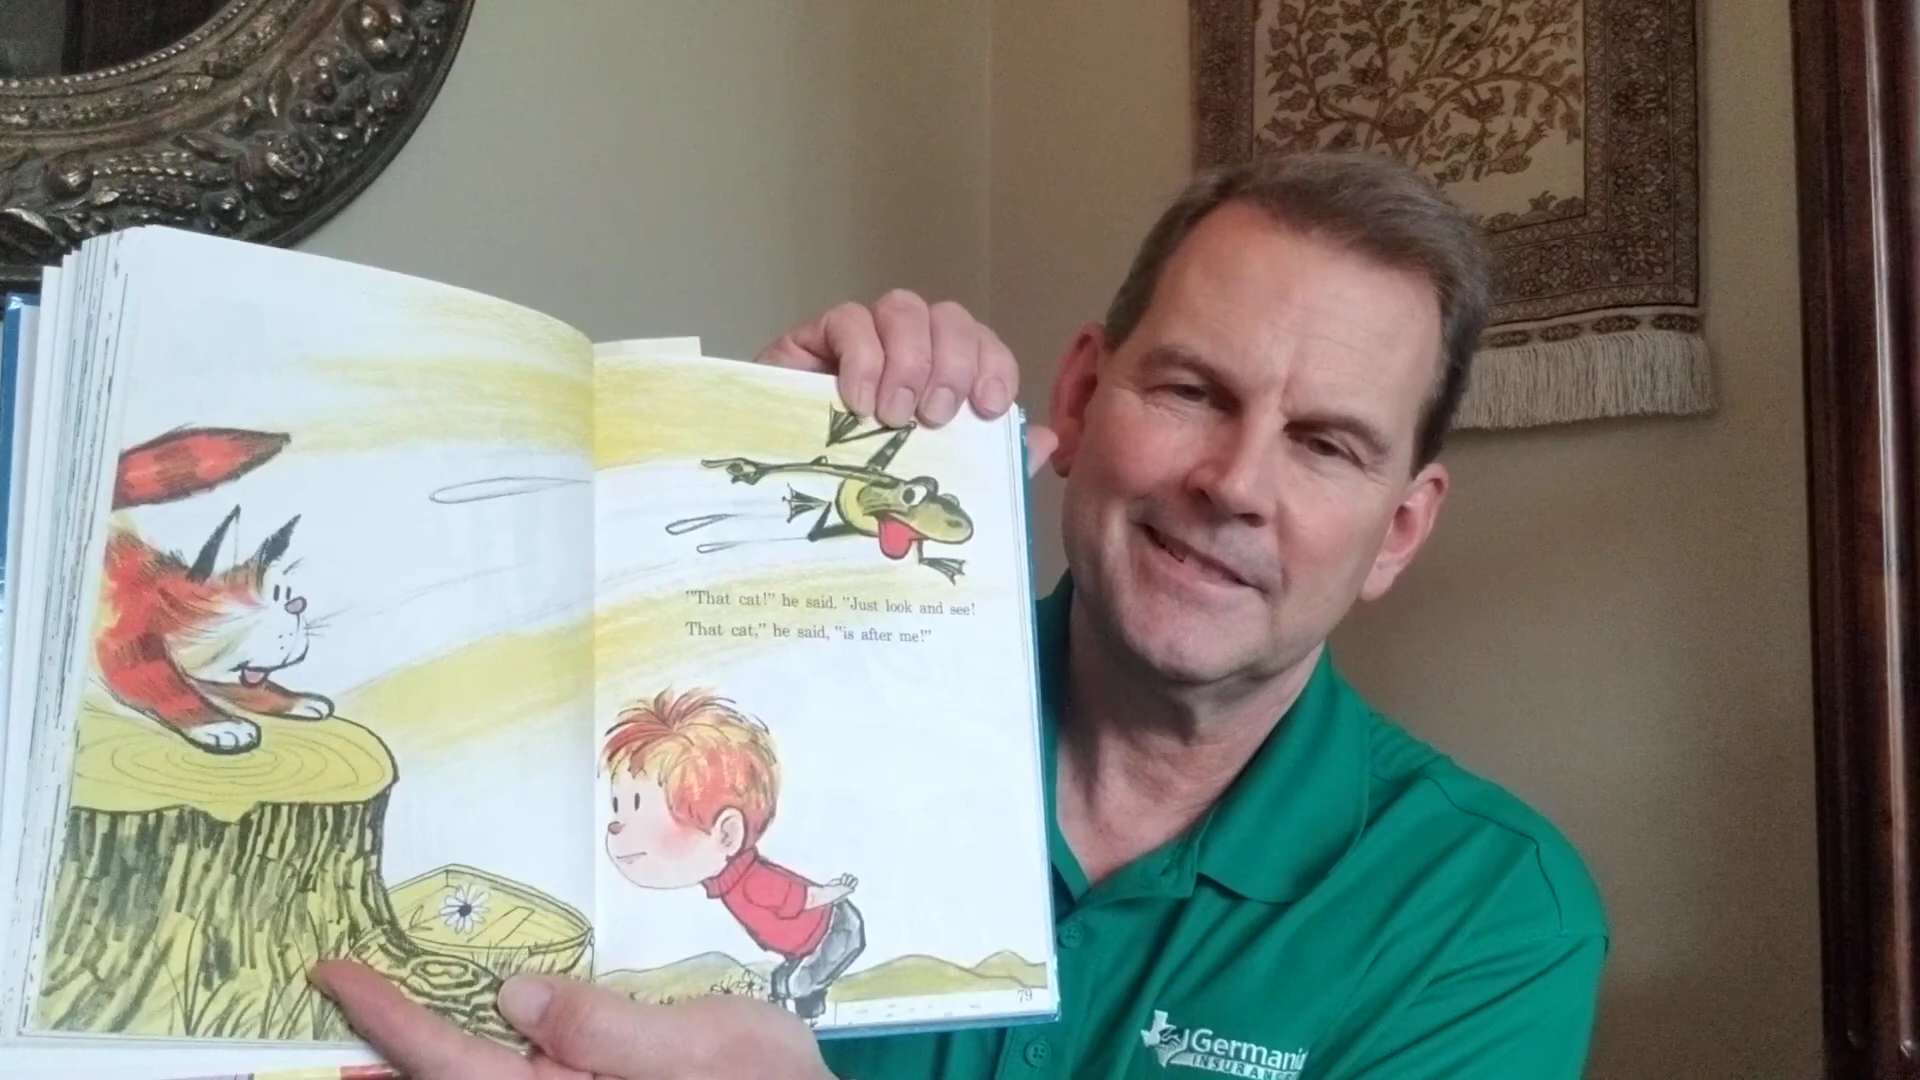 "That cat!" he said. "Just look and see!
That cat," he said, "is after me!"
79
Germania
INSURANCE